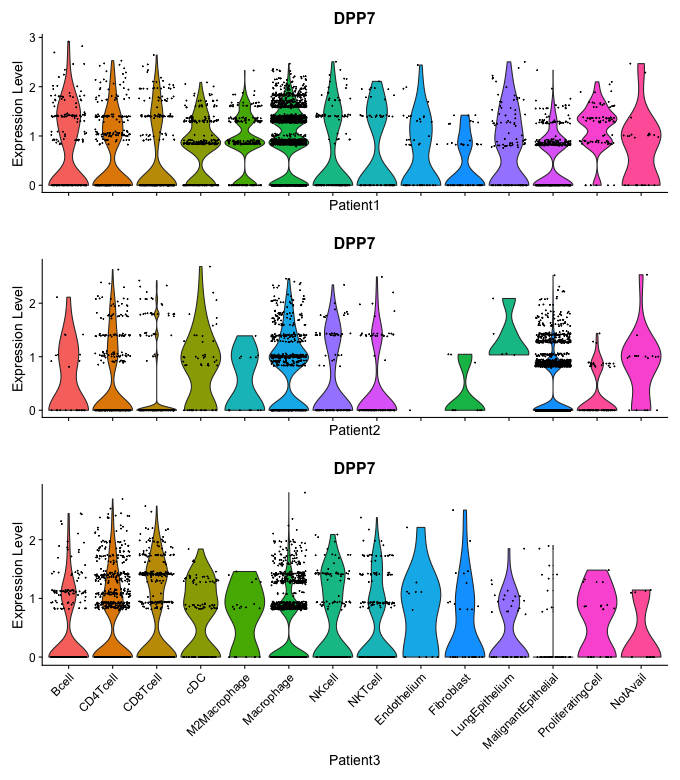 DPP7
Expression Level
3
2
1
0
Patient1
DPP7
Expression Level
2
1
0
Patient2
DPP7
Expression Level
2
1
0
Bcell
CD4Tcell
CD8Tcell
cDC
M2Macrophage
Macrophage
NKcell
NKTcell
Endothelium
Fibroblast
LungEpithelium
MalignantEpithelial
ProliferatingCell
NotAvail
Patient3